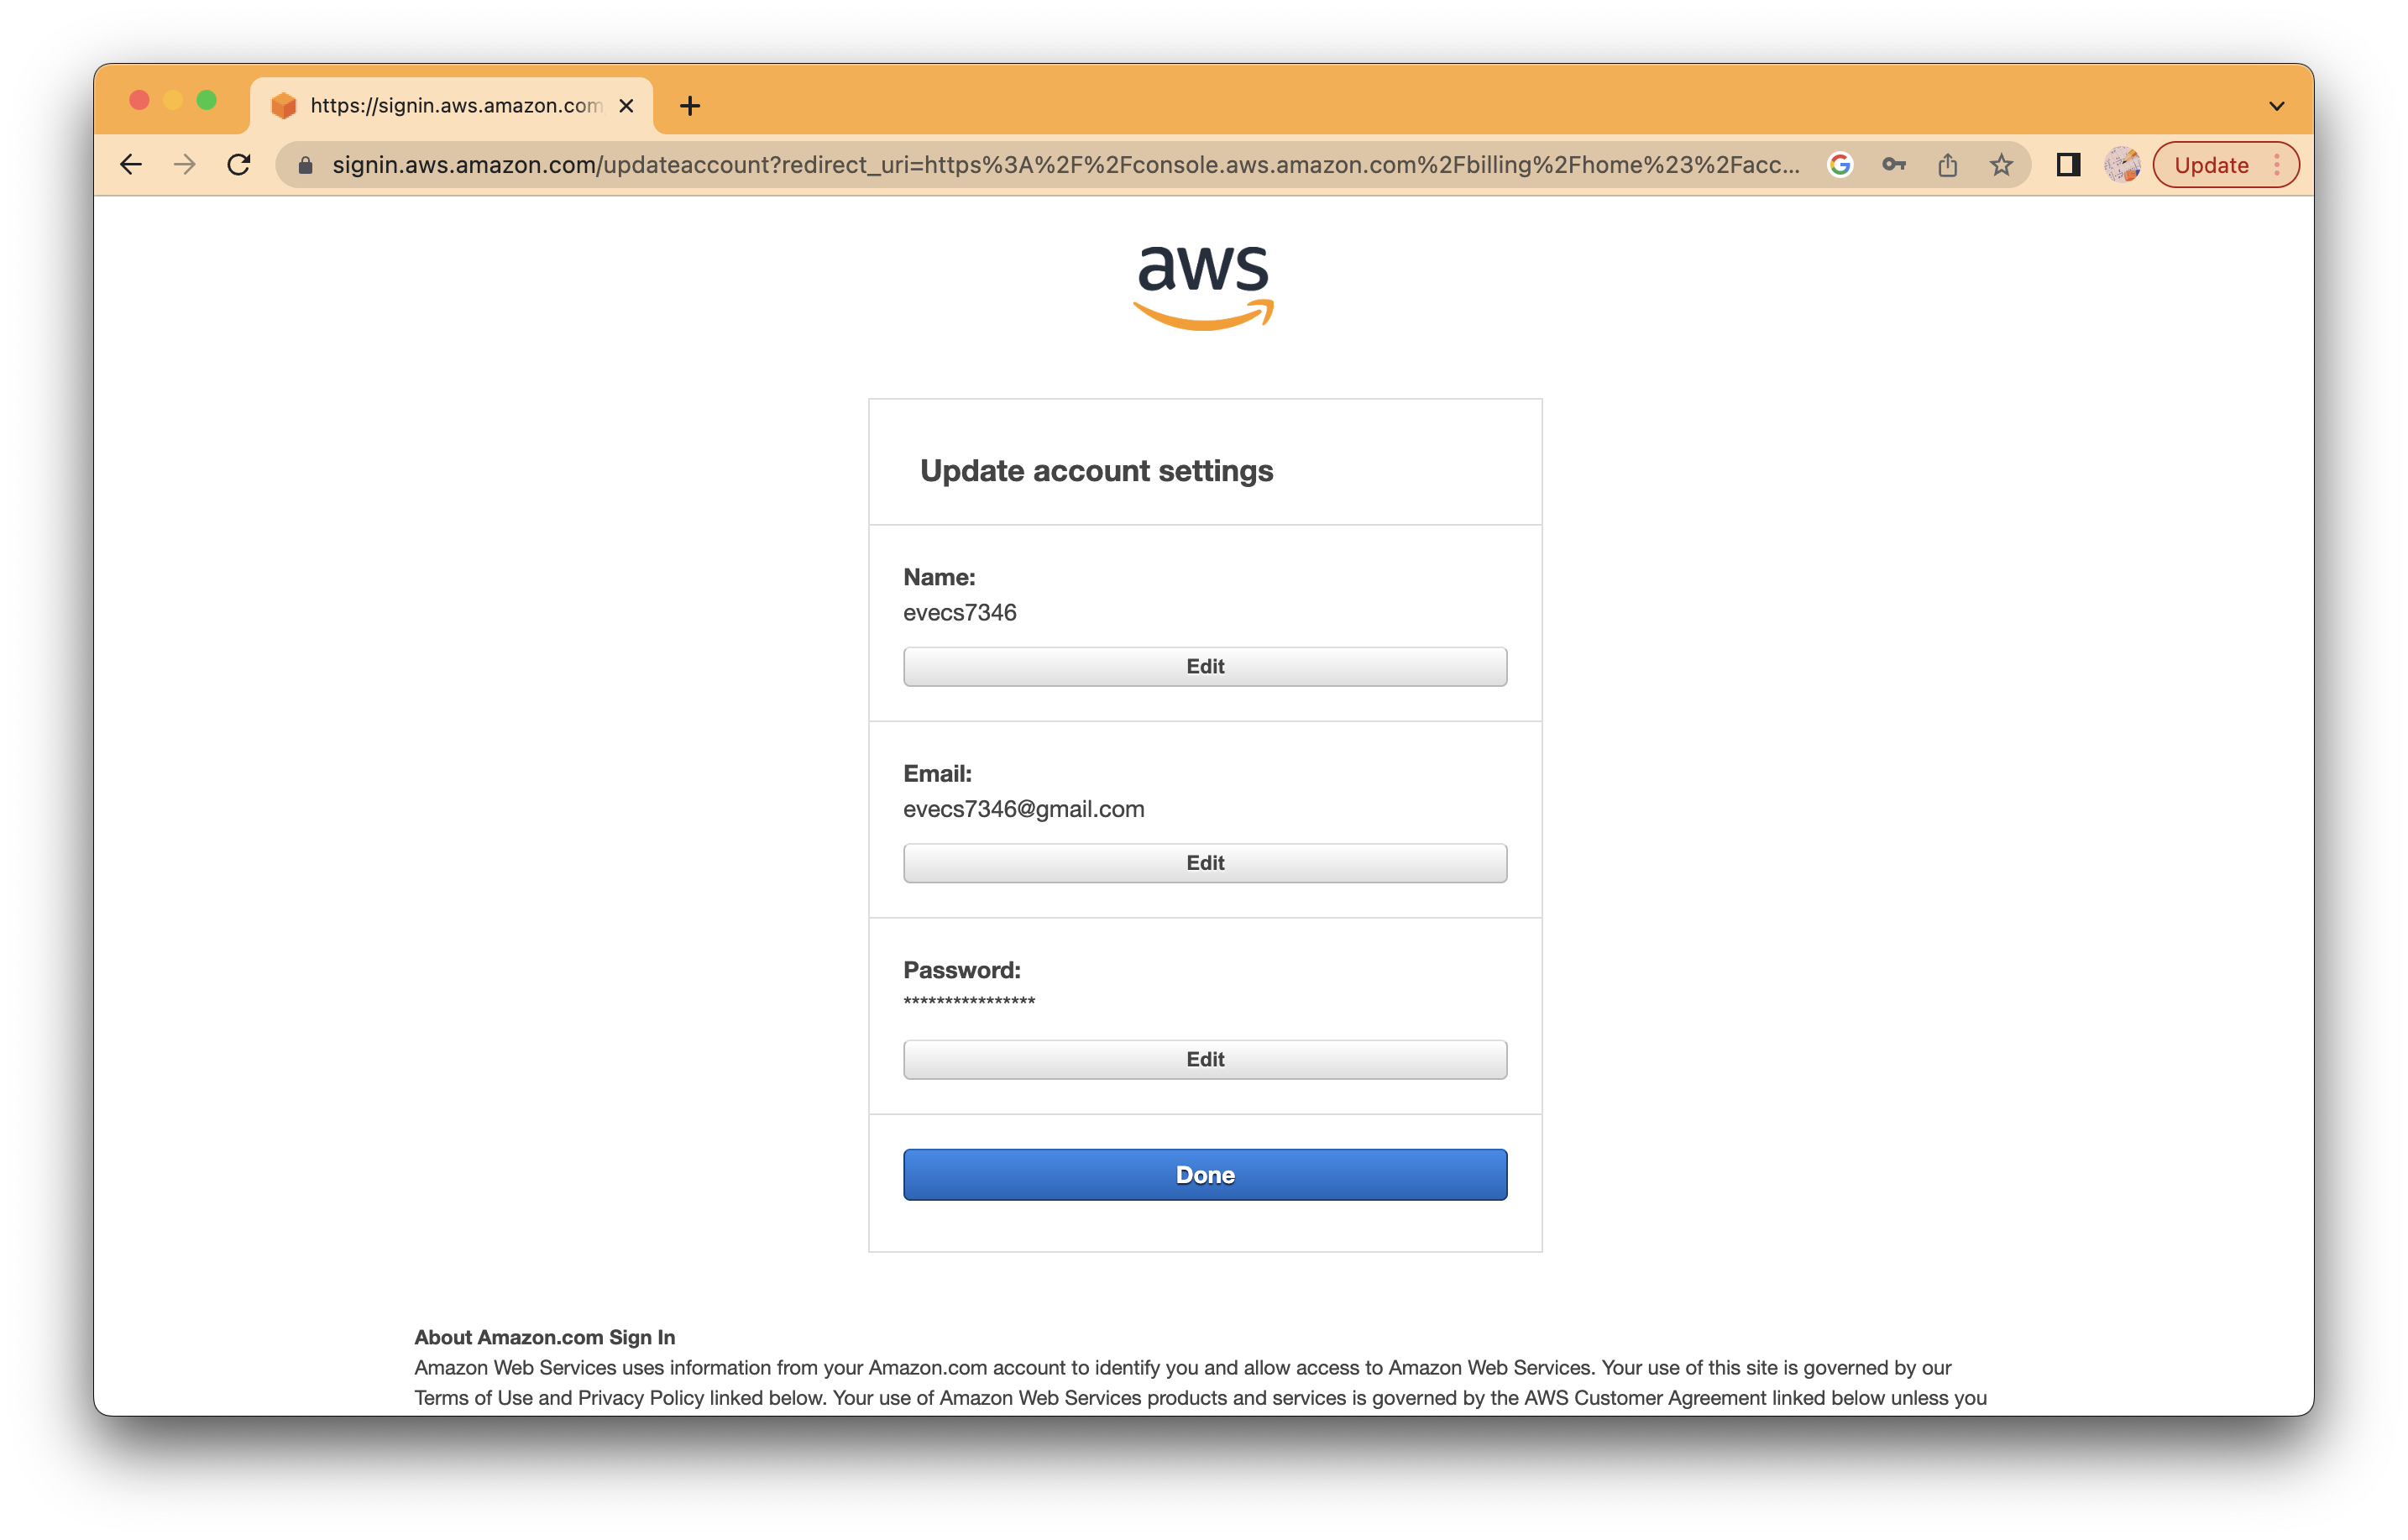 https://signin.aws.amazon.com
signin.aws.amazon.com/updateaccount?redirect_uri=https%3A%2F%2Fconsole.aws.amazon.com%2Fbilling%2Fhome%23%2Facc...
Update
aws
Update account settings
Name:
evecs7346
Edit
Email:
evecs7346@gmail.com
Edit
Password:
****************
Edit
Done
About Amazon.com Sign In
Amazon Web Services uses information from your Amazon.com account to identify you and allow access to Amazon Web Services. Your use of this site is governed by our
Terms of Use and Privacy Policy linked below. Your use of Amazon Web Services products and services is governed by the AWS Customer Agreement linked below unless you